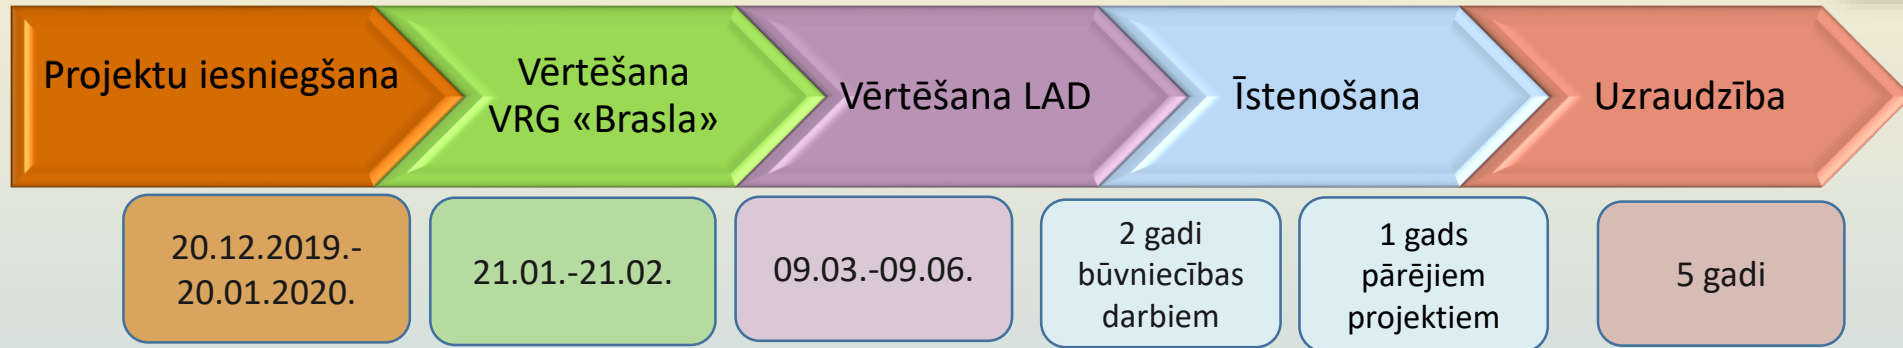 Projektu iesniegšana
Vērtēšana
VRG «Brasla»
Vērtēšana LAD
Īstenošana
Uzraudzība
20.12.2019.-
20.01.2020.
21.01.-21.02.
09.03.-09.06.
2 gadi
būvniecības
darbiem
1 gads
pārējiem
projektiem
5 gadi